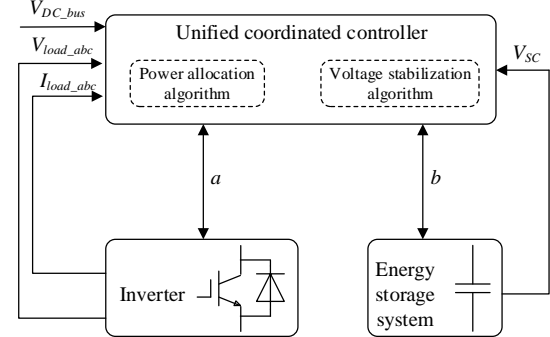 V_DC_bus
Unified coordinated controller
V_load_abc
I_load_abc
Power allocation
algorithm
Voltage stabilization
algorithm
V_SC
a
b
Inverter
Energy
storage
system